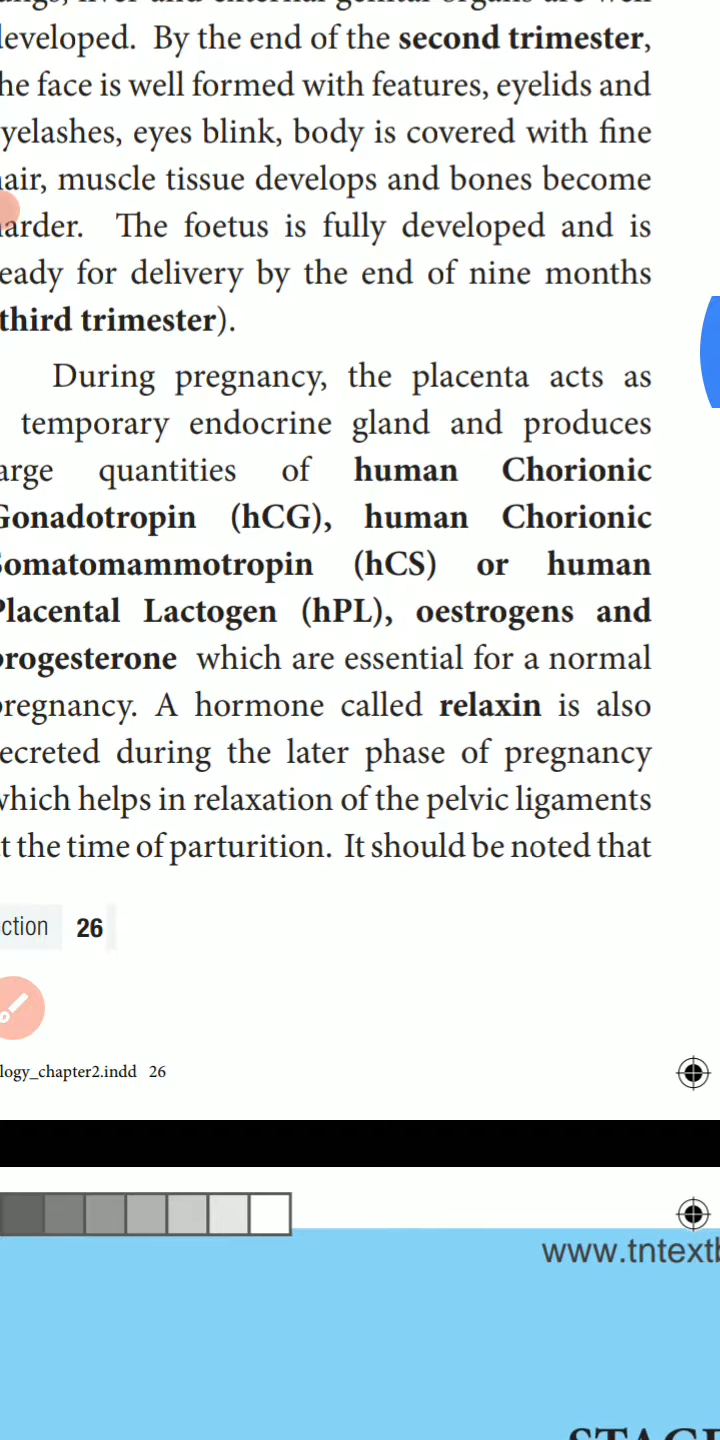 developed. By the end of the second trimester,
the face is well formed with features, eyelids and
eyelashes, eyes blink, body is covered with fine
hair, muscle tissue develops and bones become
harder. The foetus is fully developed and is
ready for delivery by the end of nine months
third trimester).
During pregnancy, the placenta acts as
temporary endocrine gland and produces
large quantities of human Chorionic
Gonadotropin (hCG), human Chorionic
Somatomammotropin (hCS) or human
Placental Lactogen (hPL), oestrogens and
progesterone which are essential for a normal
pregnancy. A hormone called relaxin is also
secreted during the later phase of pregnancy
which helps in relaxation of the pelvic ligaments
at the time of parturition. It should be noted that
ction 26
logy_chapter2.indd 26
www.tntextb